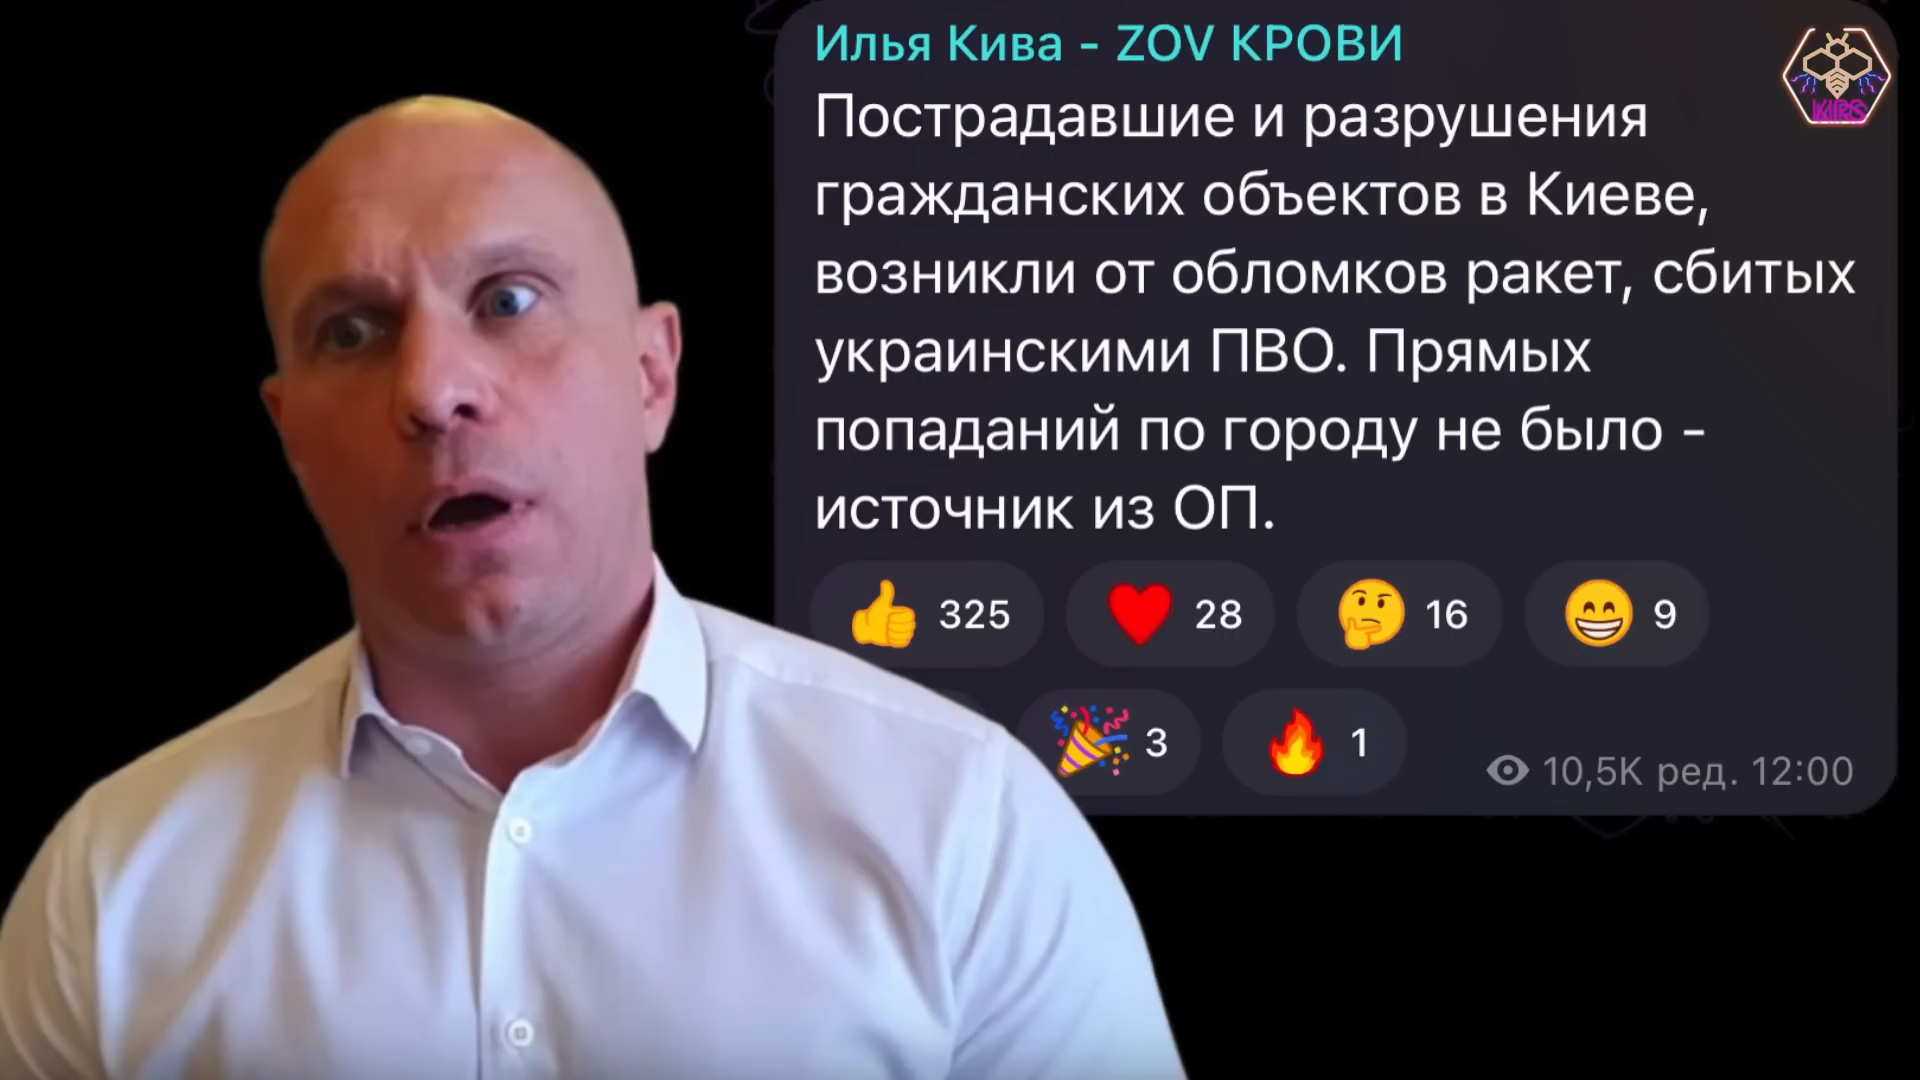 Илья Кива - ZOV КРОВИ
Пострадавшие и разрушения
гражданских объектов в Киеве,
возникли от обломков ракет, сбитых
украинскими ПВО. Прямых
попаданий по городу не было -
источник из ОП.
325 28 16 9
3 1
10,5K ред. 12:00